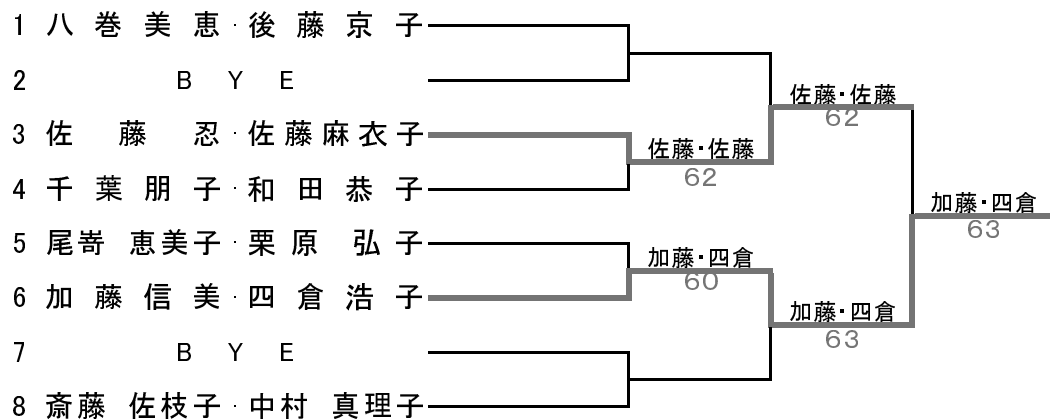 1 八巻美恵・後藤京子
2 BYE
佐藤・佐藤
62
3 佐藤忍・佐藤麻衣子
佐藤・佐藤
62
4 千葉朋子・和田恭子
加藤・四倉
63
5 尾嵜恵美子・栗原弘子
加藤・四倉
60
6 加藤信美・四倉浩子
加藤・四倉
63
7 BYE
8 斎藤佐枝子・中村真理子